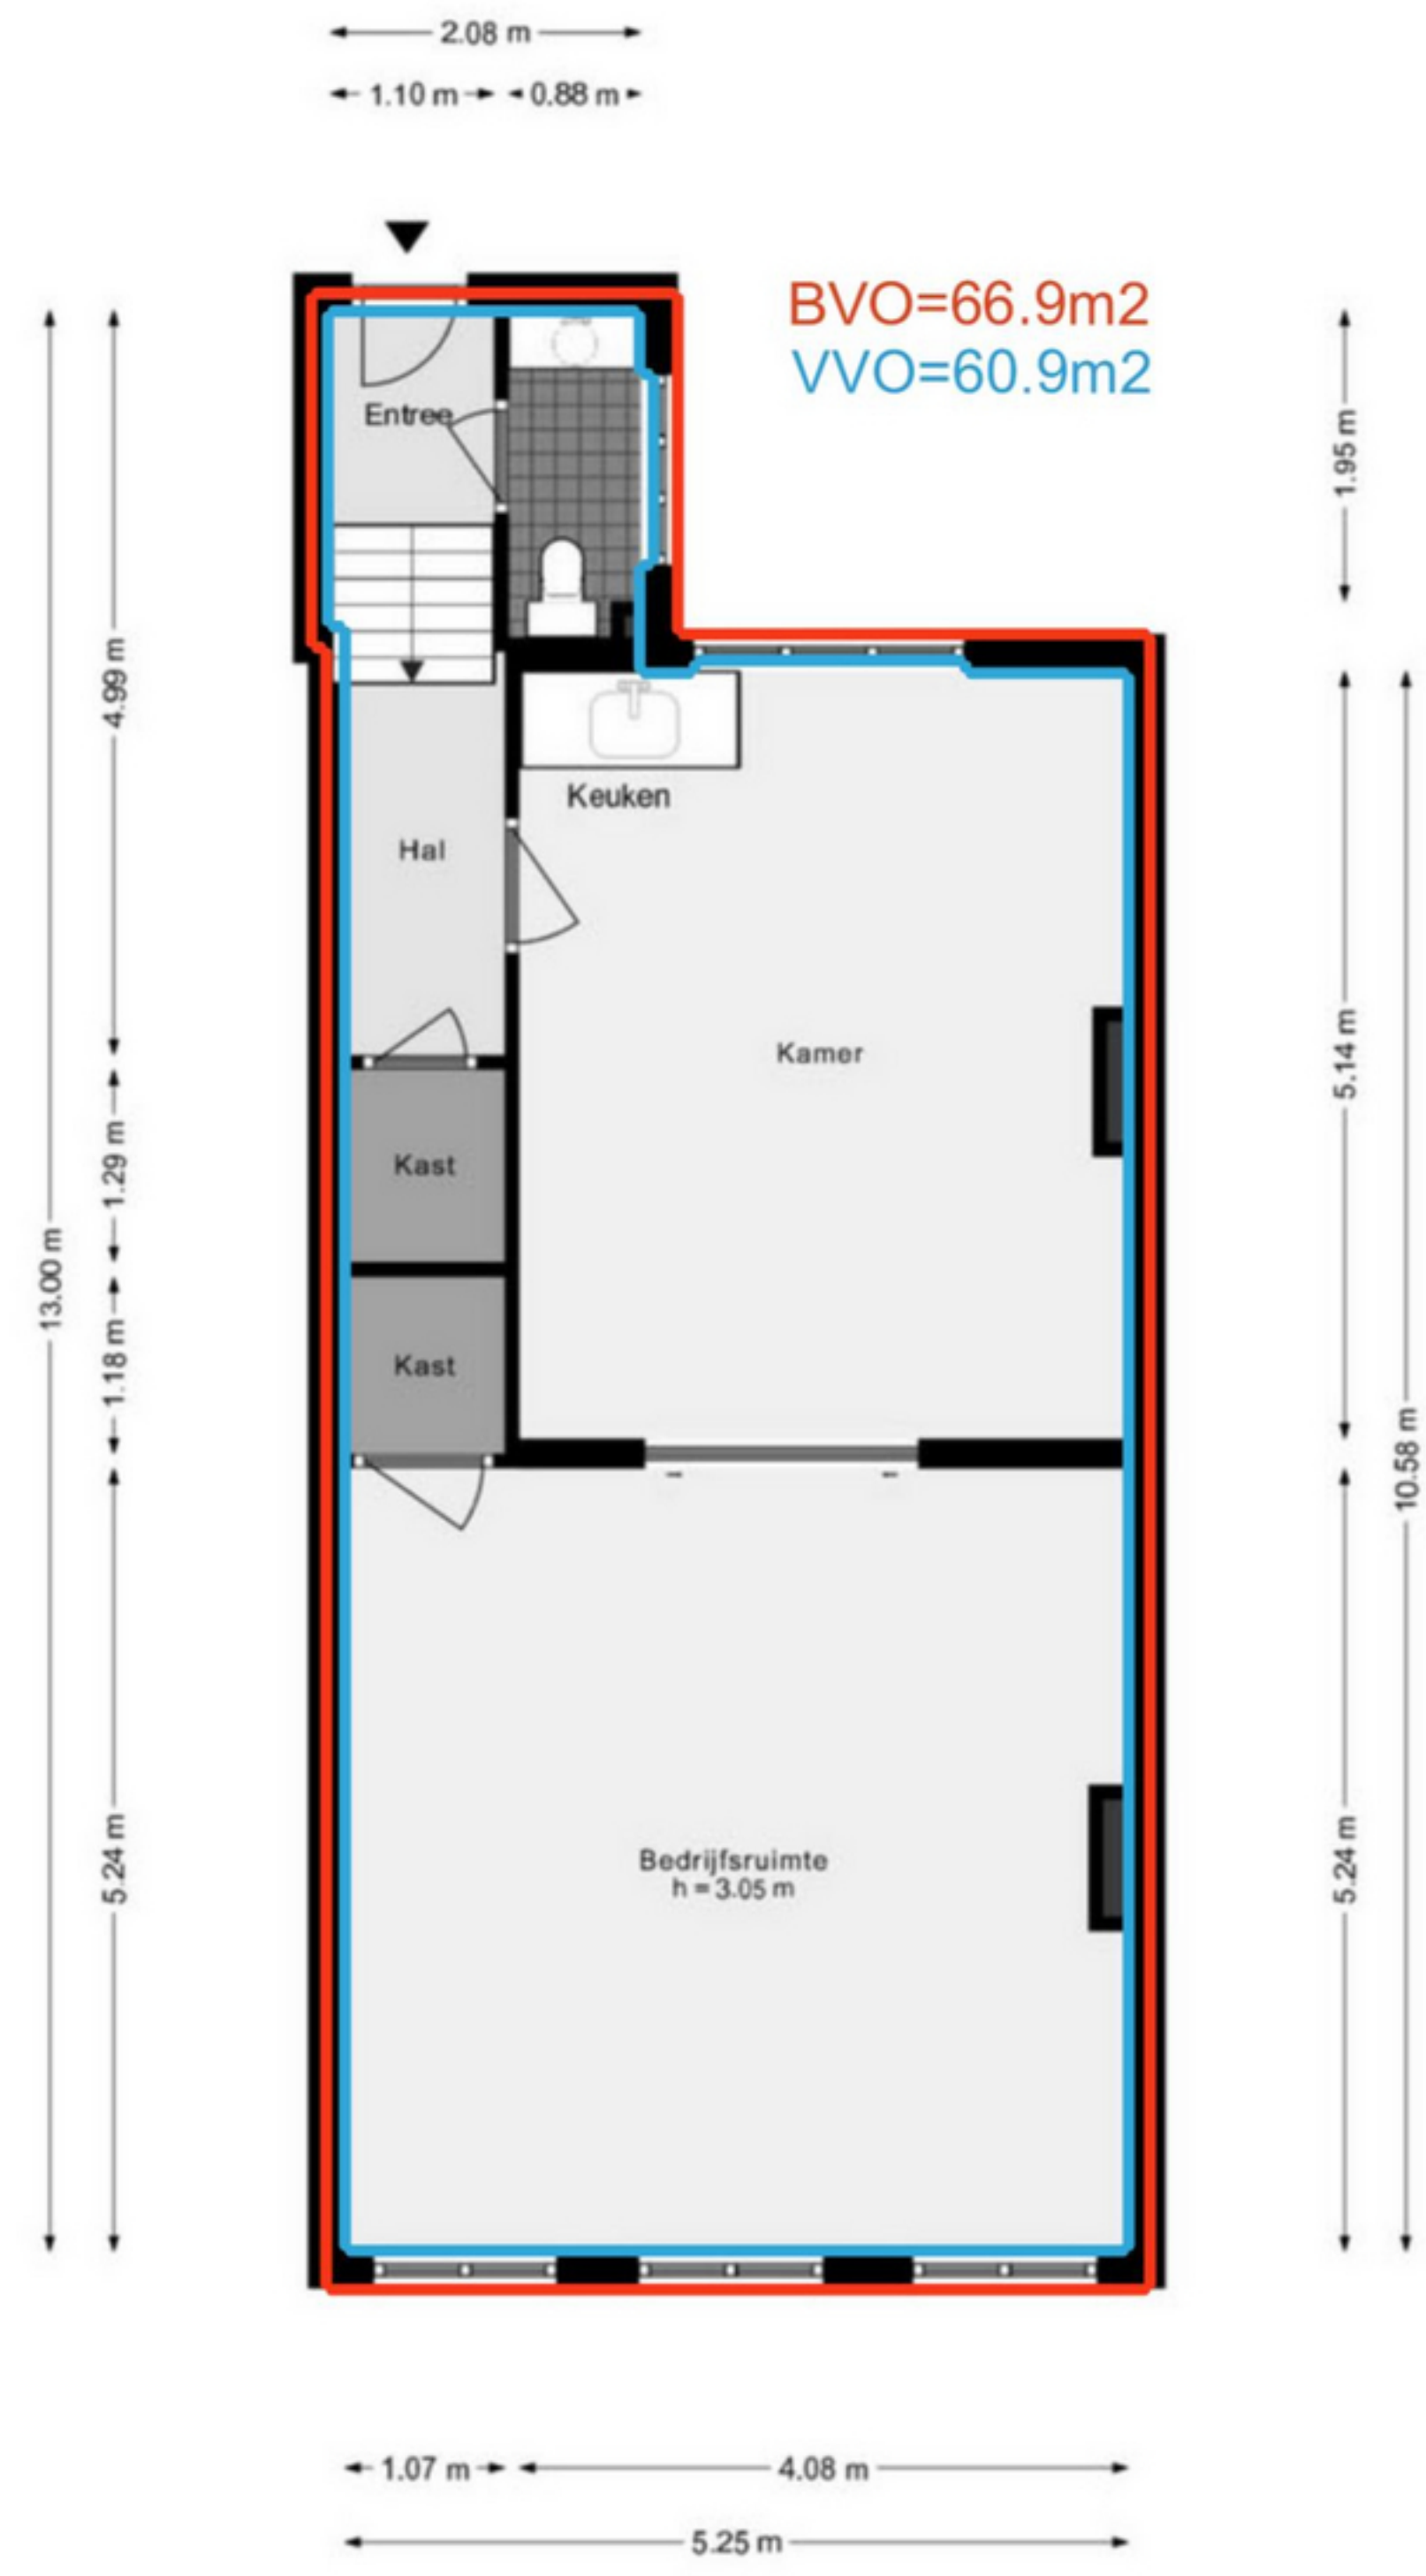 2.08 m
1.10 m
0.88 m
BVO=66.9m2
VVO=60.9m2
Entree
1.95 m
4.99 m
Keuken
Hal
Kamer
5.14 m
Kast
1.29 m
13.00 m
Kast
1.18 m
10.58 m
Bedrijfsruimte
h = 3.05 m
5.24 m
5.24 m
1.07 m
4.08 m
5.25 m